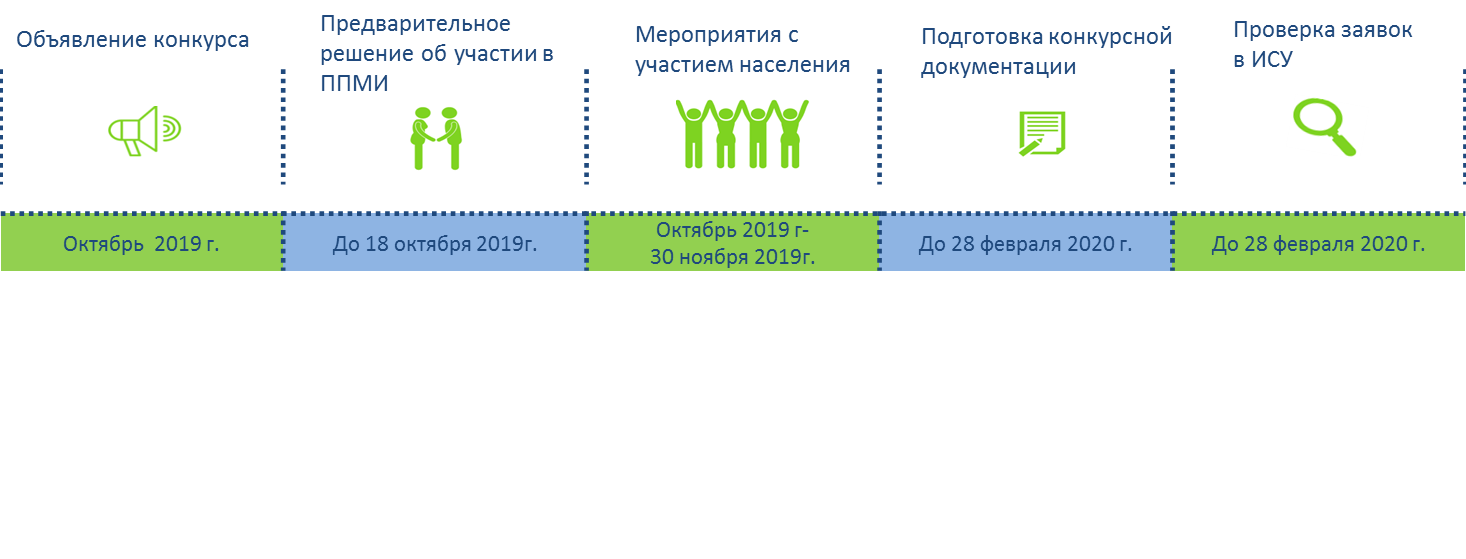 Объявление конкурса
Предварительное
решение об участии в
ППМИ
Мероприятия с
участием населения
Подготовка конкурсной
документации
Проверка заявок
в ИСУ
Октябрь 2019 г.
До 18 октября 2019г.
Октябрь 2019 г-
30 ноября 2019г.
До 28 февраля 2020 г.
До 28 февраля 2020 г.